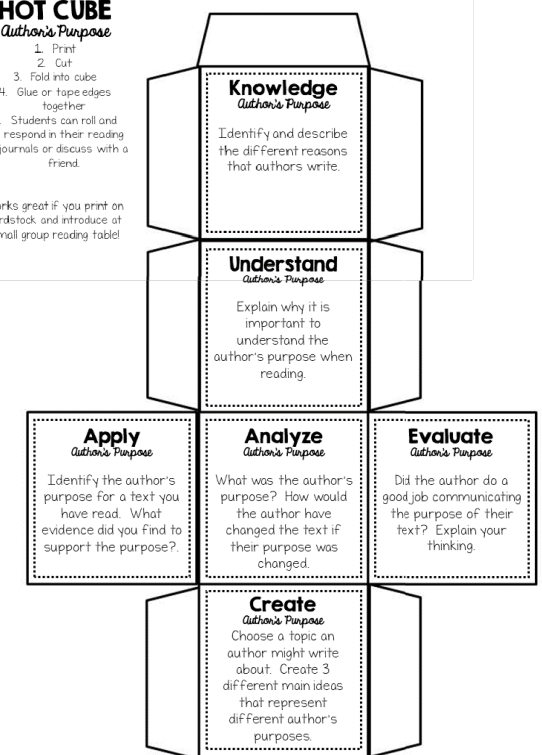 HOT CUBE
Author's Purpose
1. Print
2. Cut
3. Fold into cube
4. Glue or tape edges
together
. Students can roll and
respond in their reading
journals or discuss with a
friend.
rks great if you print on
rdstock and introduce at
mall group reading table!
Knowledge
Author's Purpose
Identify and describe
the different reasons
that authors write.
Understand
Author's Purpose
Explain why it is
important to
understand the
author's purpose when
reading.
Apply
Author's Purpose
Identify the author's
purpose for a text you
have read. What
evidence did you find to
support the purpose?.
Analyze
Author's Purpose
What was the author's
purpose? How would
the author have
changed the text if
their purpose was
changed.
Evaluate
Author's Purpose
Did the author do a
good job communicating
the purpose of their
text? Explain your
thinking.
Create
Author's Purpose
Choose a topic an
author might write
about. Create 3
different main ideas
that represent
different author's
purposes.